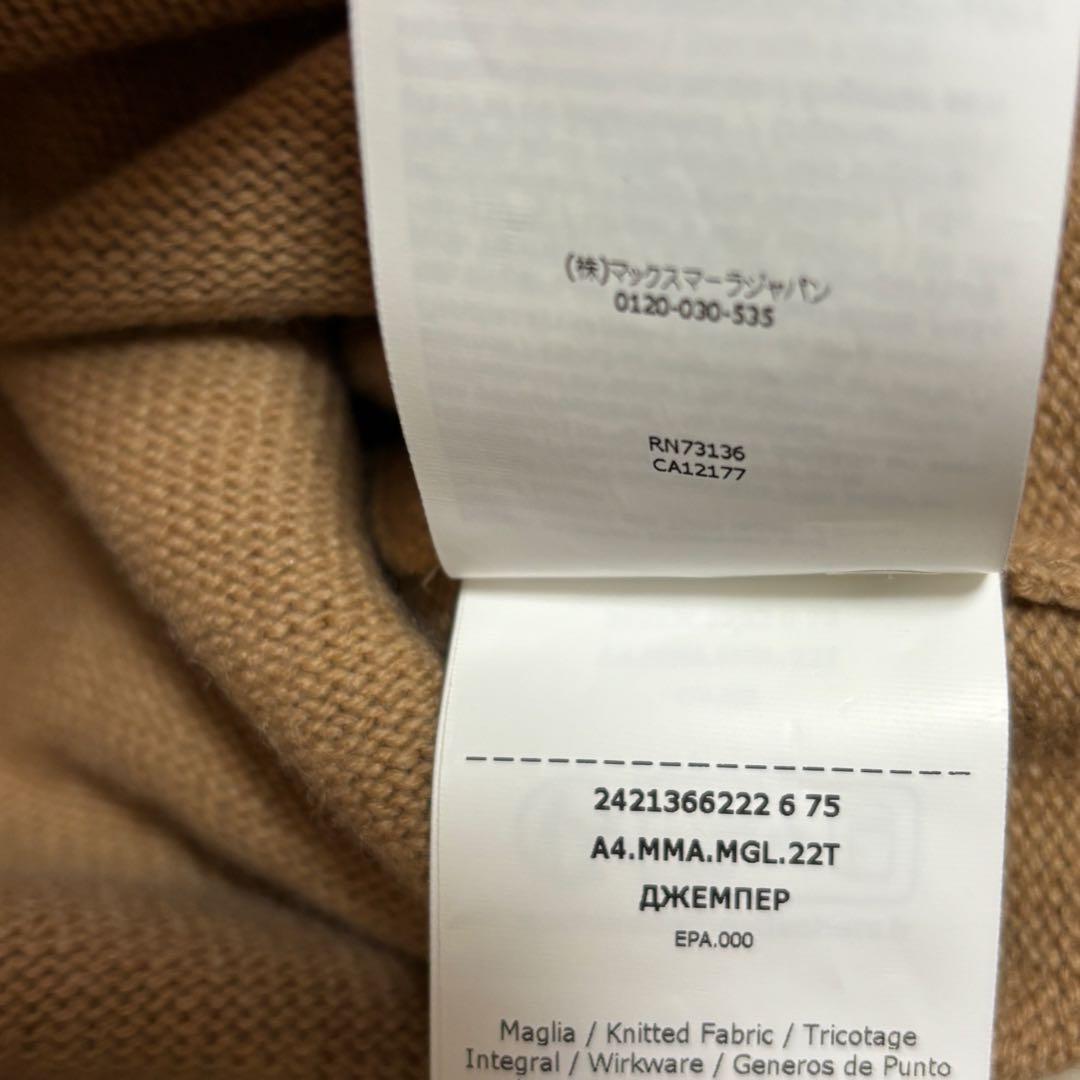 (株)マックスマーラジャパン
0120-030-535
RN73136
CA12177
2421366222 6 75
A4.MMA.MGL.22T
ДЖЕМПЕР
EPA.000
Maglia / Knitted Fabric / Tricotage
Integral / Wirkware / Generos de Punto